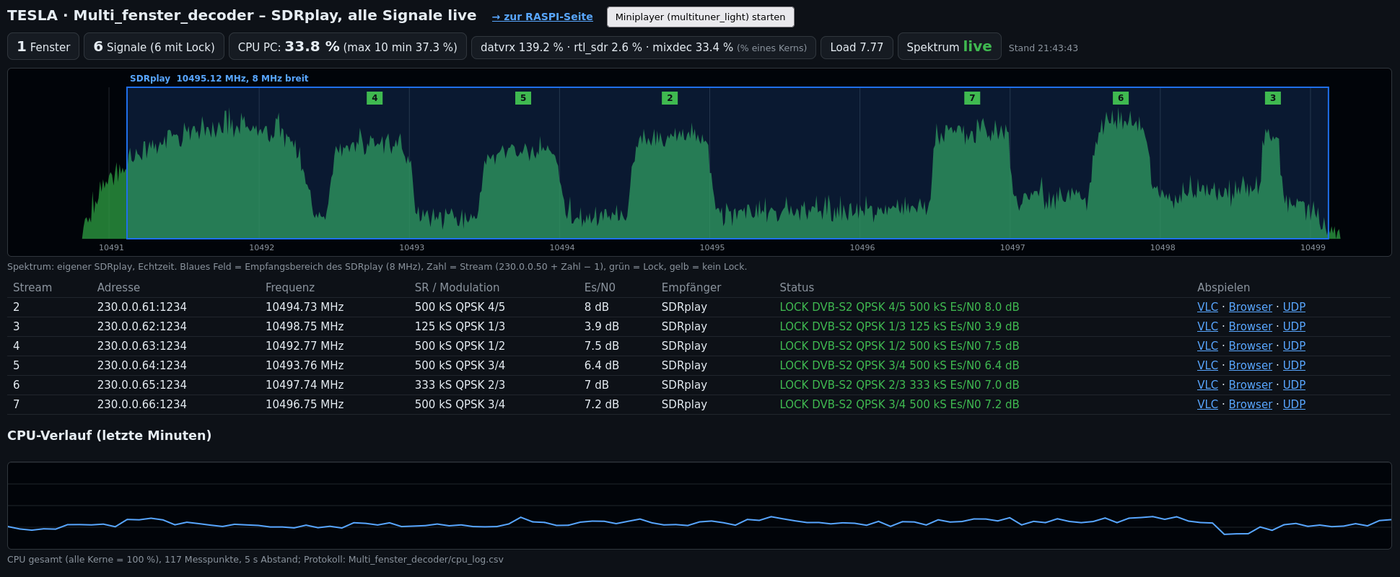 TESLA · Multi_fenster_decoder – SDRplay, alle Signale live → zur RASPI-Seite Miniplayer (multituner_light) starten
1 Fenster 6 Signale (6 mit Lock) CPU PC: 33.8 % (max 10 min 37.3 %) datvrx 139.2 % · rtl_sdr 2.6 % · mixdec 33.4 % (% eines Kerns) Load 7.77 Spektrum live Stand 21:43:43
SDRplay 10495.12 MHz, 8 MHz breit
4 5 2 7 6 3
10491 10492 10493 10494 10495 10496 10497 10498 10499
Spektrum: eigener SDRplay, Echtzeit. Blaues Feld = Empfangsbereich des SDRplay (8 MHz), Zahl = Stream (230.0.0.50 + Zahl − 1), grün = Lock, gelb = kein Lock.
Stream Adresse Frequenz SR / Modulation Es/N0 Empfänger Status Abspielen
2 230.0.0.61:1234 10494.73 MHz 500 kS QPSK 4/5 8 dB SDRplay LOCK DVB-S2 QPSK 4/5 500 kS Es/N0 8.0 dB VLC · Browser · UDP
3 230.0.0.62:1234 10498.75 MHz 125 kS QPSK 1/3 3.9 dB SDRplay LOCK DVB-S2 QPSK 1/3 125 kS Es/N0 3.9 dB VLC · Browser · UDP
4 230.0.0.63:1234 10492.77 MHz 500 kS QPSK 1/2 7.5 dB SDRplay LOCK DVB-S2 QPSK 1/2 500 kS Es/N0 7.5 dB VLC · Browser · UDP
5 230.0.0.64:1234 10493.76 MHz 500 kS QPSK 3/4 6.4 dB SDRplay LOCK DVB-S2 QPSK 3/4 500 kS Es/N0 6.4 dB VLC · Browser · UDP
6 230.0.0.65:1234 10497.74 MHz 333 kS QPSK 2/3 7 dB SDRplay LOCK DVB-S2 QPSK 2/3 333 kS Es/N0 7.0 dB VLC · Browser · UDP
7 230.0.0.66:1234 10496.75 MHz 500 kS QPSK 3/4 7.2 dB SDRplay LOCK DVB-S2 QPSK 3/4 500 kS Es/N0 7.2 dB VLC · Browser · UDP
CPU-Verlauf (letzte Minuten)
CPU gesamt (alle Kerne = 100 %), 117 Messpunkte, 5 s Abstand; Protokoll: Multi_fenster_decoder/cpu_log.csv